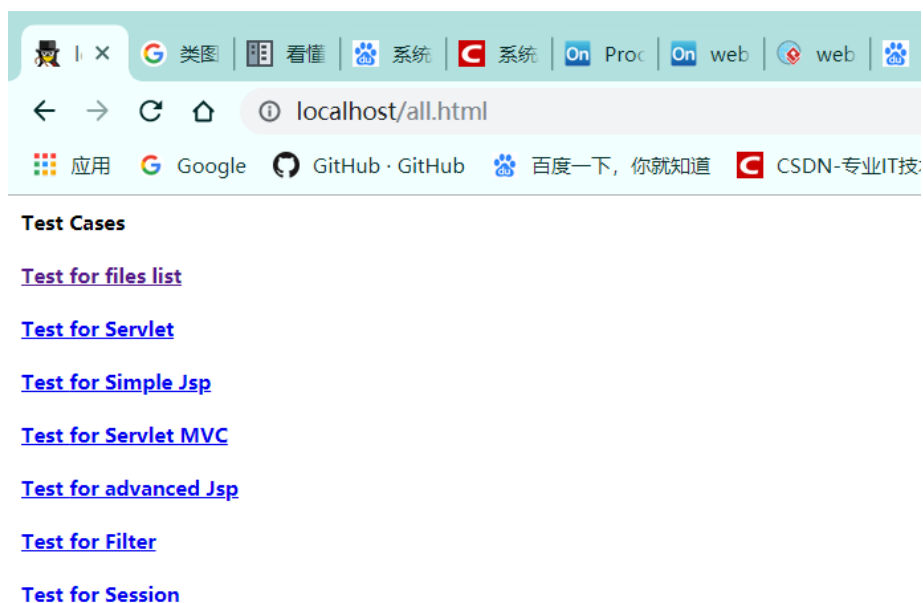 类图 看懂 系统 系统 Proc web web
localhost/all.html
应用 Google GitHub · GitHub 百度一下，你就知道 CSDN-专业IT技
Test Cases
Test for files list
Test for Servlet
Test for Simple Jsp
Test for Servlet MVC
Test for advanced Jsp
Test for Filter
Test for Session